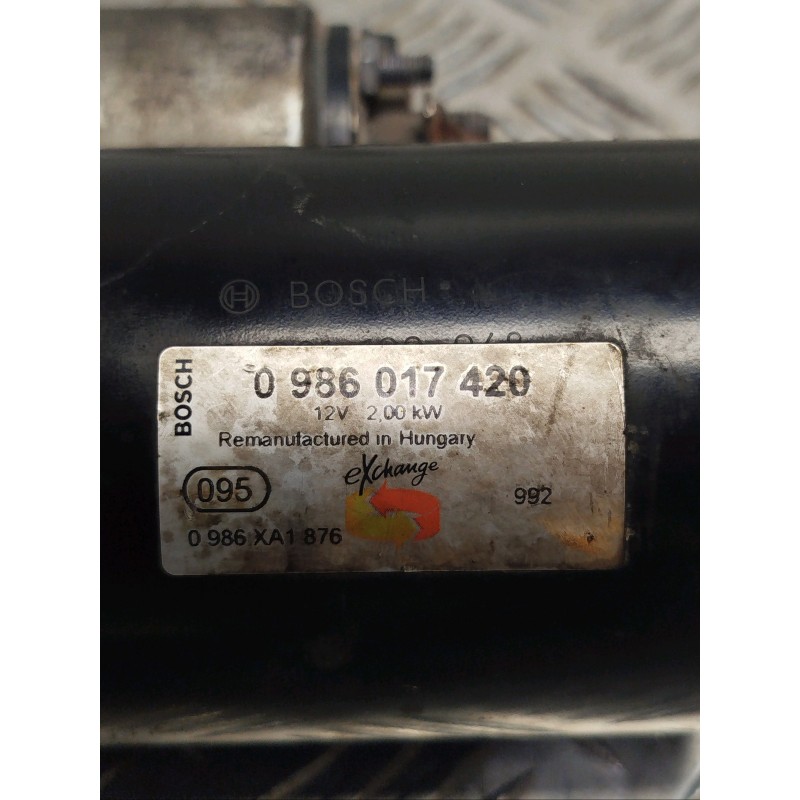 BOSCH
BOSCH
0 986 017 420
12V 2,00 kW
Remanufactured in Hungary
eXchange
095
992
0 986 XA1 876